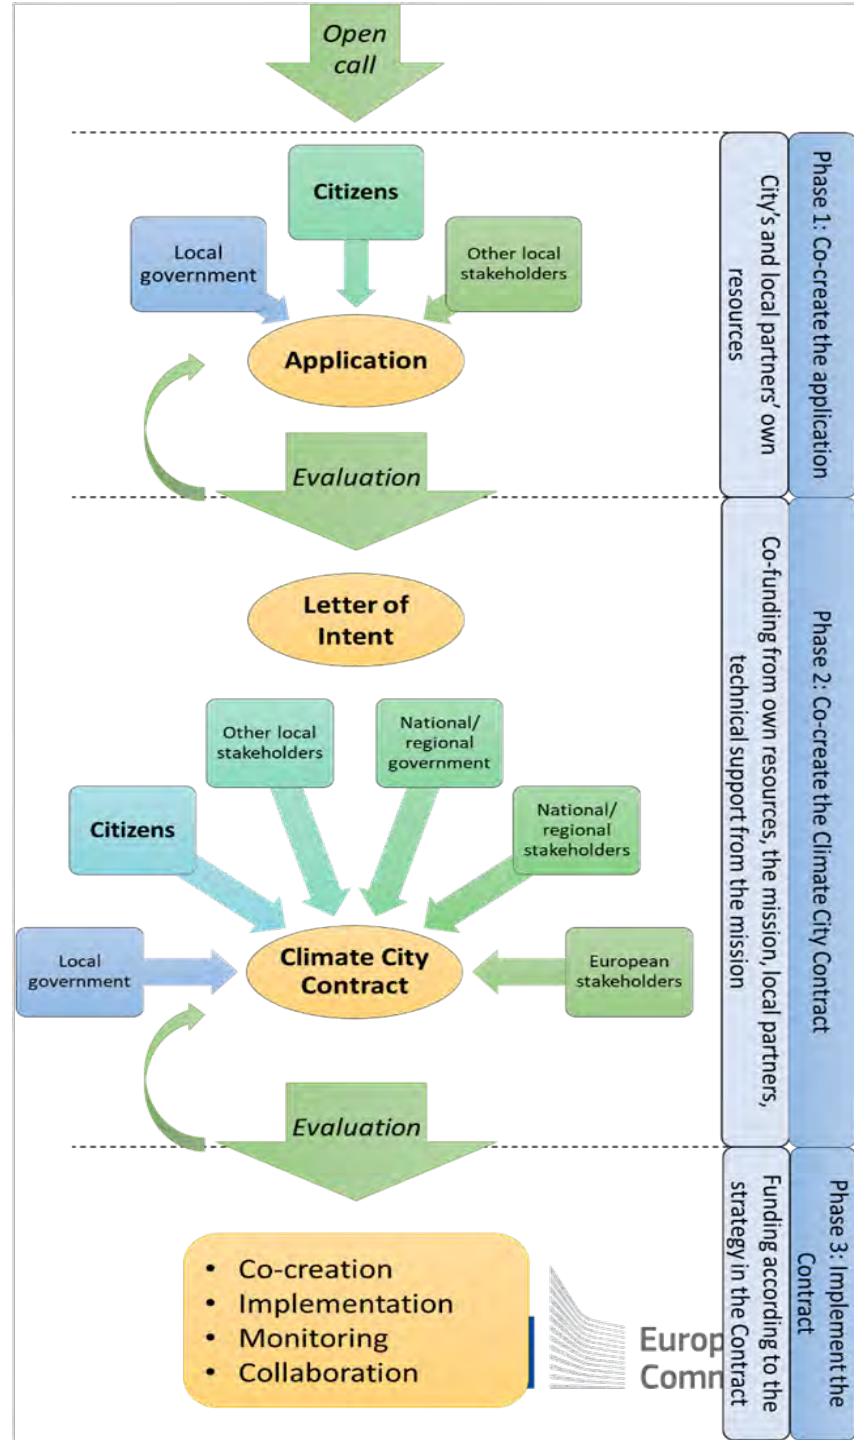 Open
call
Citizens
Local
government
Other local
stakeholders
Application
Evaluation
Phase 1: Co-create the application
City's and local partners' own
resources
Letter of
Intent
Other local
stakeholders
National/
regional
government
Citizens
National/
regional
stakeholders
Local
government
Climate City
Contract
European
stakeholders
Evaluation
Phase 2: Co-create the Climate City Contract
Co-funding from own resources, the mission, local partners,
technical support from the mission
• Co-creation
• Implementation
• Monitoring
• Collaboration
Europ
Comm
Phase 3: Implement the
Contract
Funding according to the
strategy in the Contract